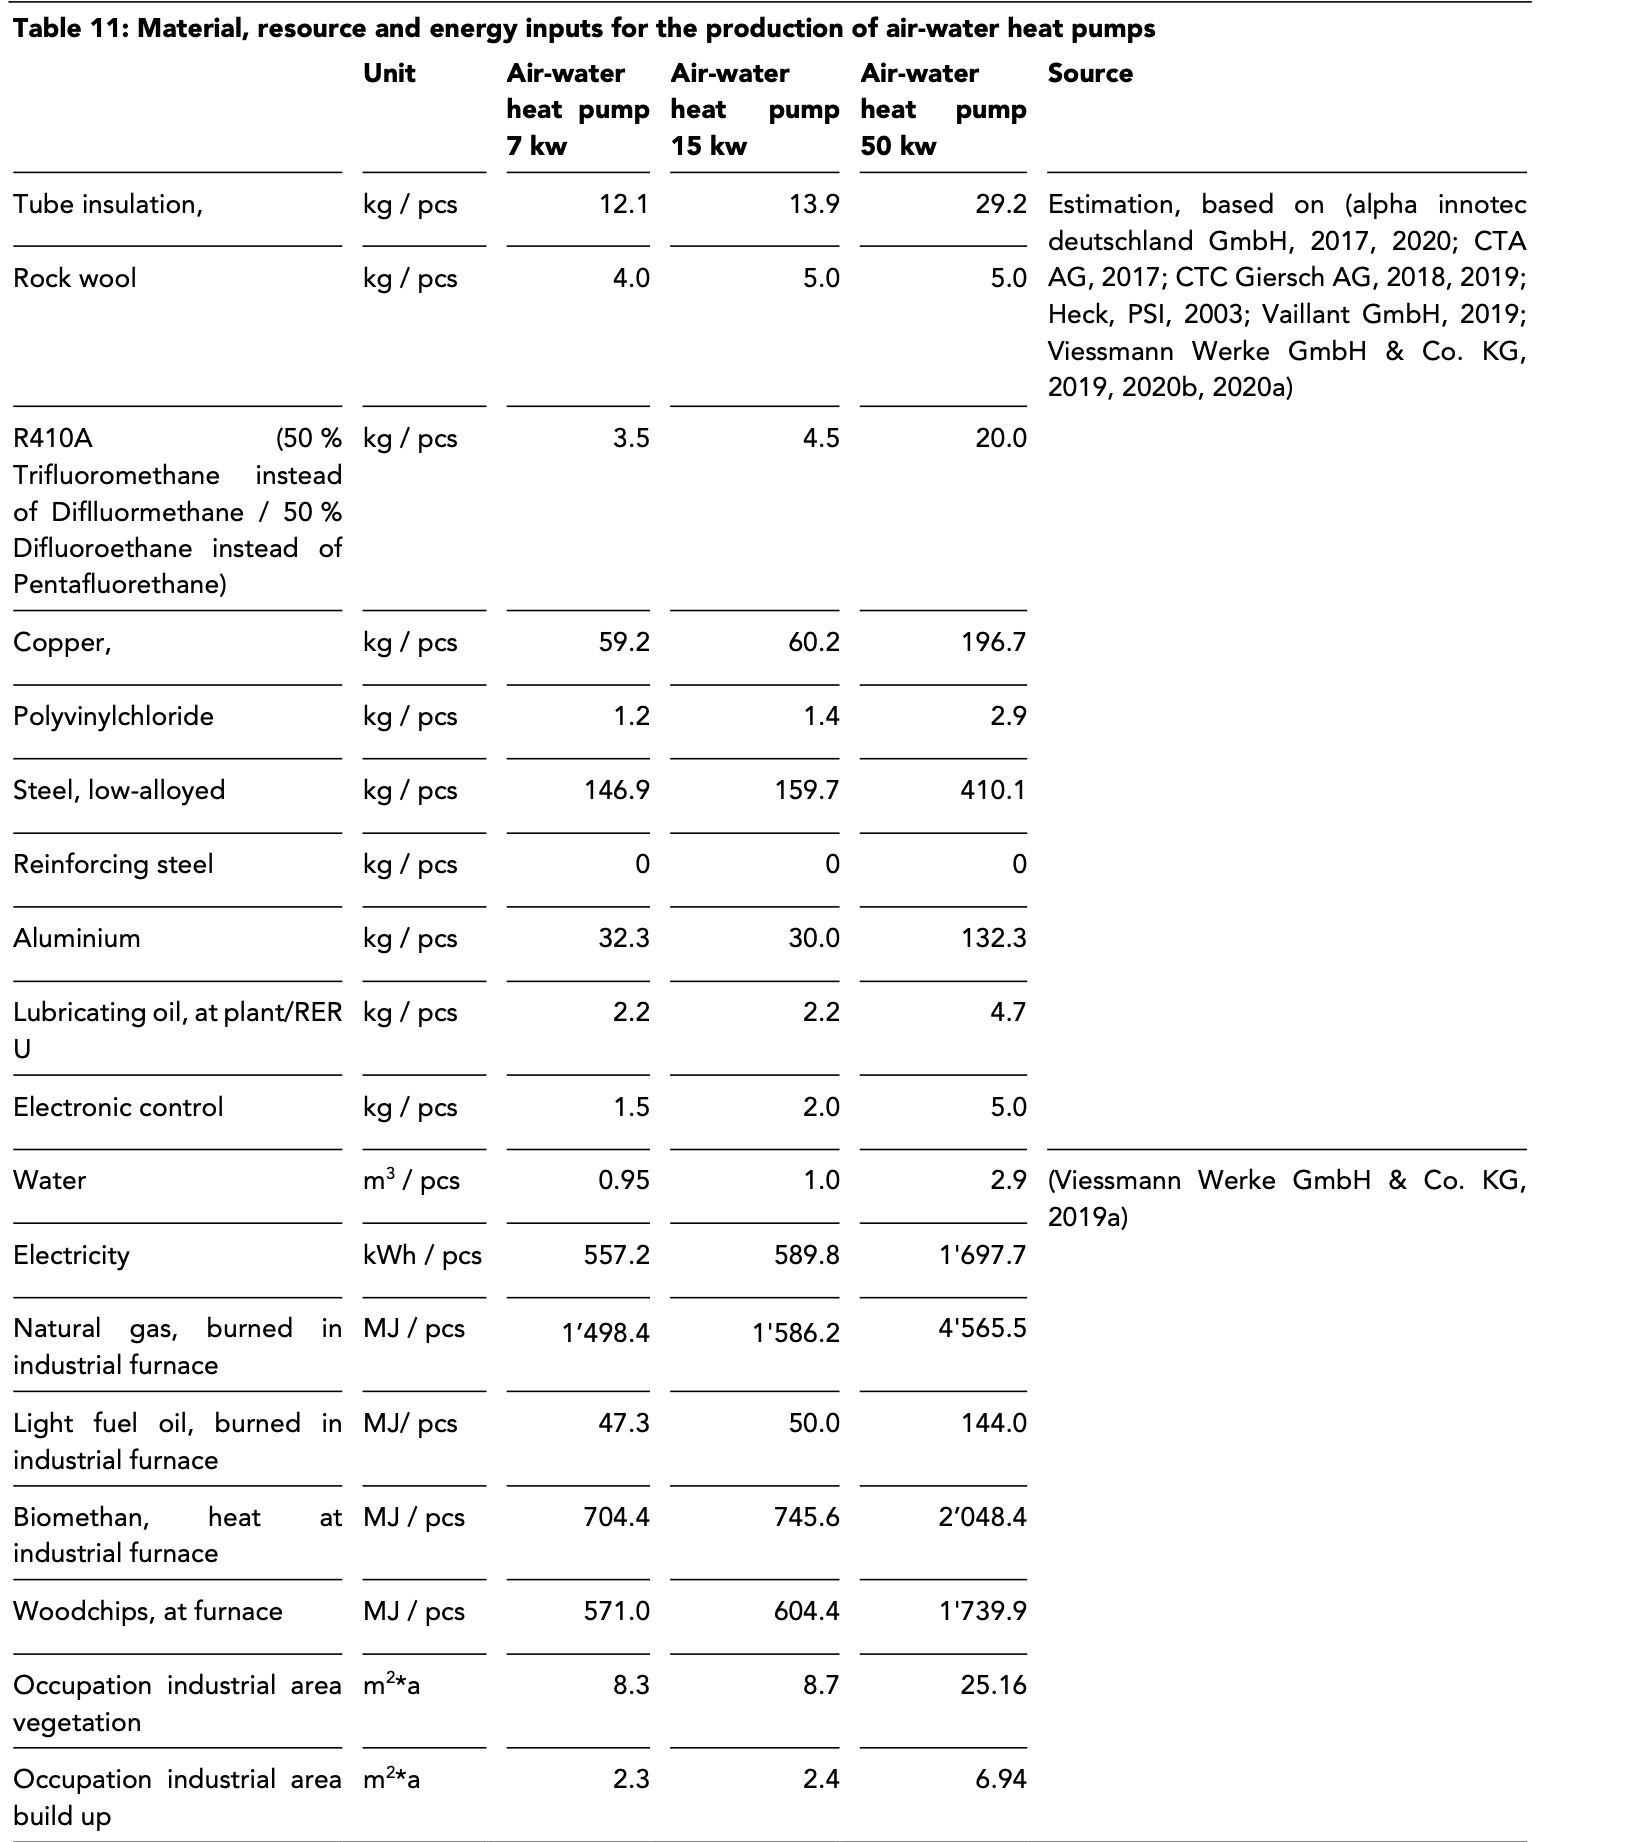 Table 11: Material, resource and energy inputs for the production of air-water heat pumps
Unit Air-water heat pump 7 kw Air-water heat pump 15 kw Air-water heat pump 50 kw Source
Tube insulation, kg / pcs 12.1 13.9 29.2 Estimation, based on (alpha innotec
deutschland GmbH, 2017, 2020; CTA
Rock wool kg / pcs 4.0 5.0 5.0 AG, 2017; CTC Giersch AG, 2018, 2019;
Heck, PSI, 2003; Vaillant GmbH, 2019;
Viessmann Werke GmbH & Co. KG,
2019, 2020b, 2020a)
R410A (50 % kg / pcs 3.5 4.5 20.0
Trifluoromethane instead
of Diflluormethane / 50 %
Difluoroethane instead of
Pentafluorethane)
Copper, kg / pcs 59.2 60.2 196.7
Polyvinylchloride kg / pcs 1.2 1.4 2.9
Steel, low-alloyed kg / pcs 146.9 159.7 410.1
Reinforcing steel kg / pcs 0 0 0
Aluminium kg / pcs 32.3 30.0 132.3
Lubricating oil, at plant/RER kg / pcs 2.2 2.2 4.7
U
Electronic control kg / pcs 1.5 2.0 5.0
Water m³ / pcs 0.95 1.0 2.9 (Viessmann Werke GmbH & Co. KG,
2019a)
Electricity kWh / pcs 557.2 589.8 1'697.7
Natural gas, burned in MJ / pcs 1’498.4 1'586.2 4'565.5
industrial furnace
Light fuel oil, burned in MJ/ pcs 47.3 50.0 144.0
industrial furnace
Biomethan, heat at MJ / pcs 704.4 745.6 2’048.4
industrial furnace
Woodchips, at furnace MJ / pcs 571.0 604.4 1'739.9
Occupation industrial area m²*a 8.3 8.7 25.16
vegetation
Occupation industrial area m²*a 2.3 2.4 6.94
build up